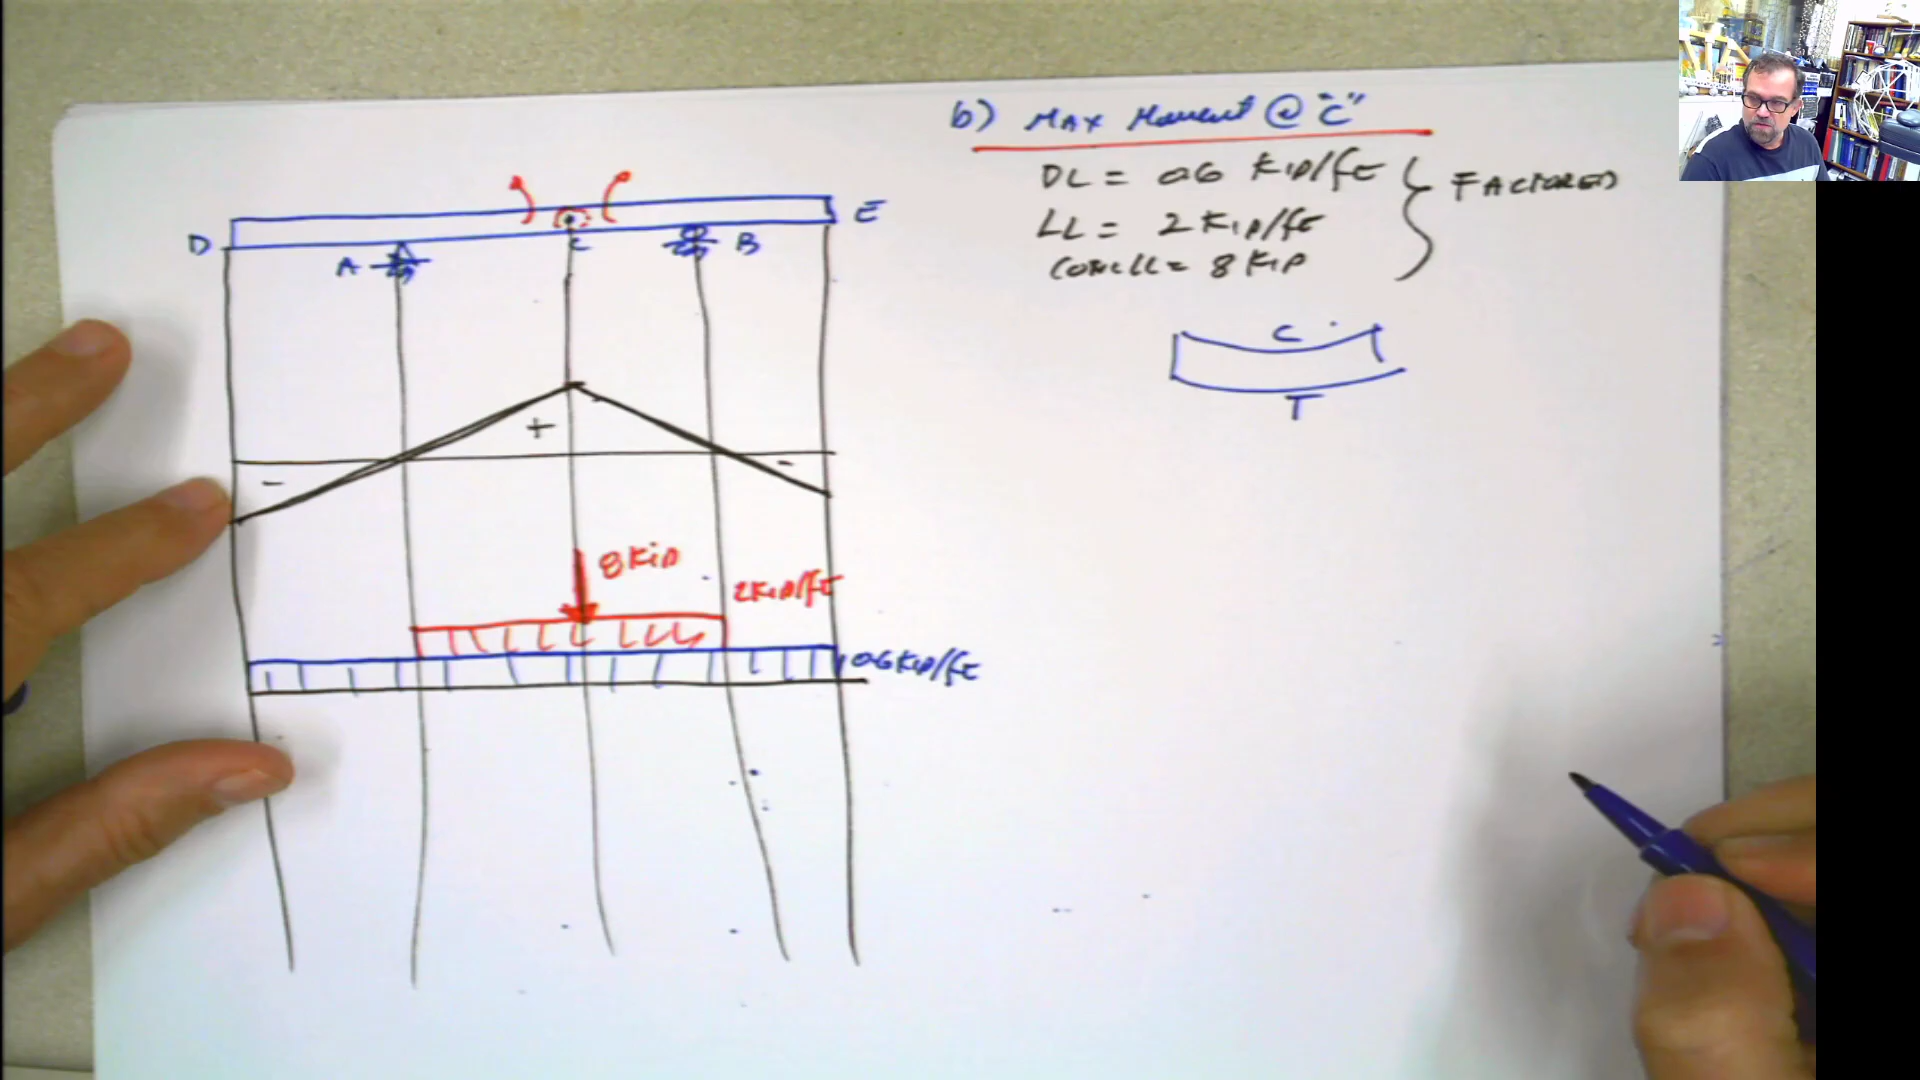 b) MAX Moment @ "C"
DL = 0.6 KIP/ft
LL = 2 KIP/ft
CONC LL = 8 KIP
FACTORED
D
A
C
B
E
C
T
+
-
-
8 KIP
2 KIP/ft
0.6 KIP/ft